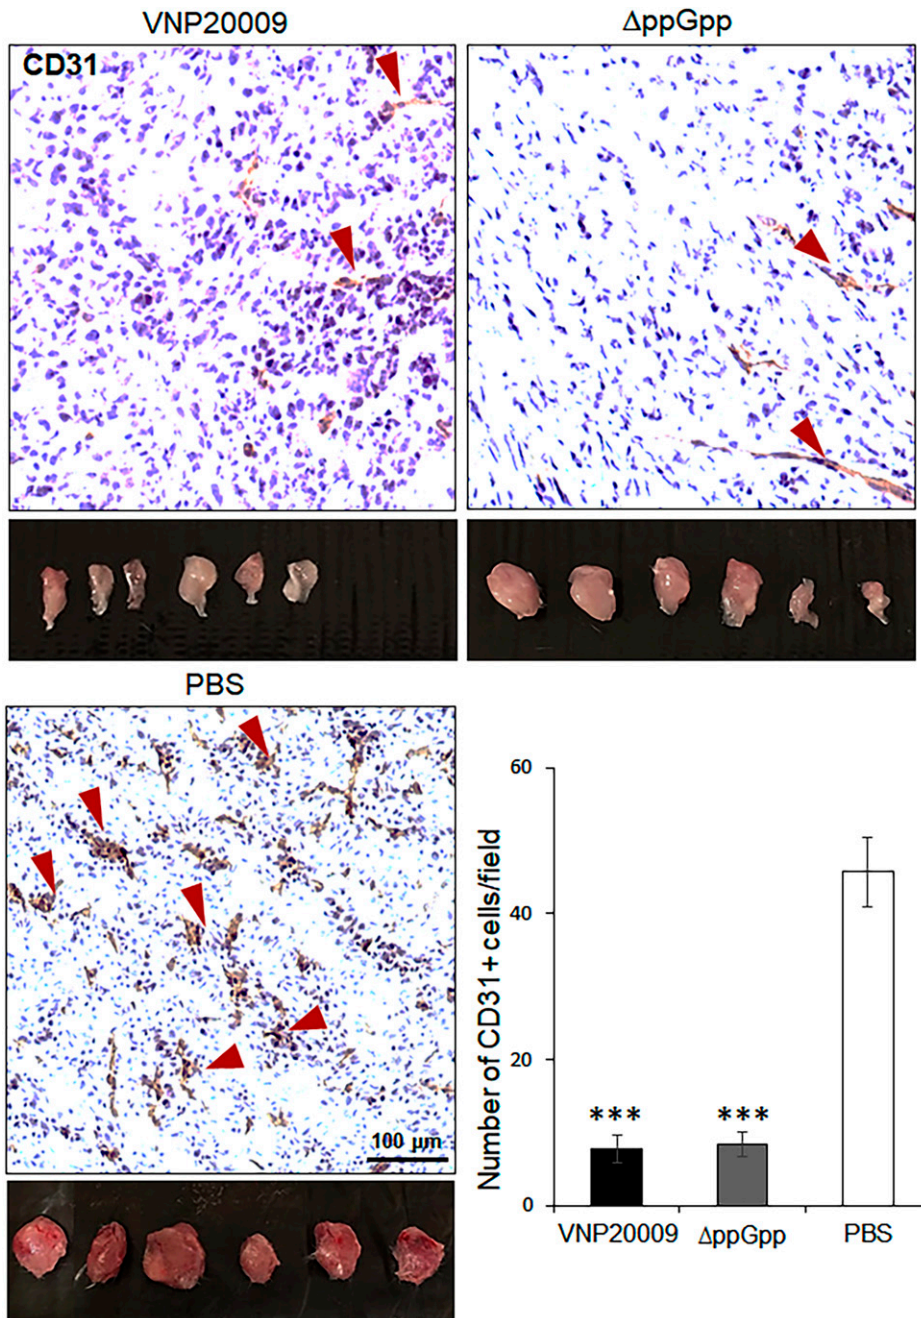 VNP20009
ΔppGpp
CD31
PBS
100 µm
Number of CD31+ cells/field
60
40
20
0
***
***
VNP20009
ΔppGpp
PBS